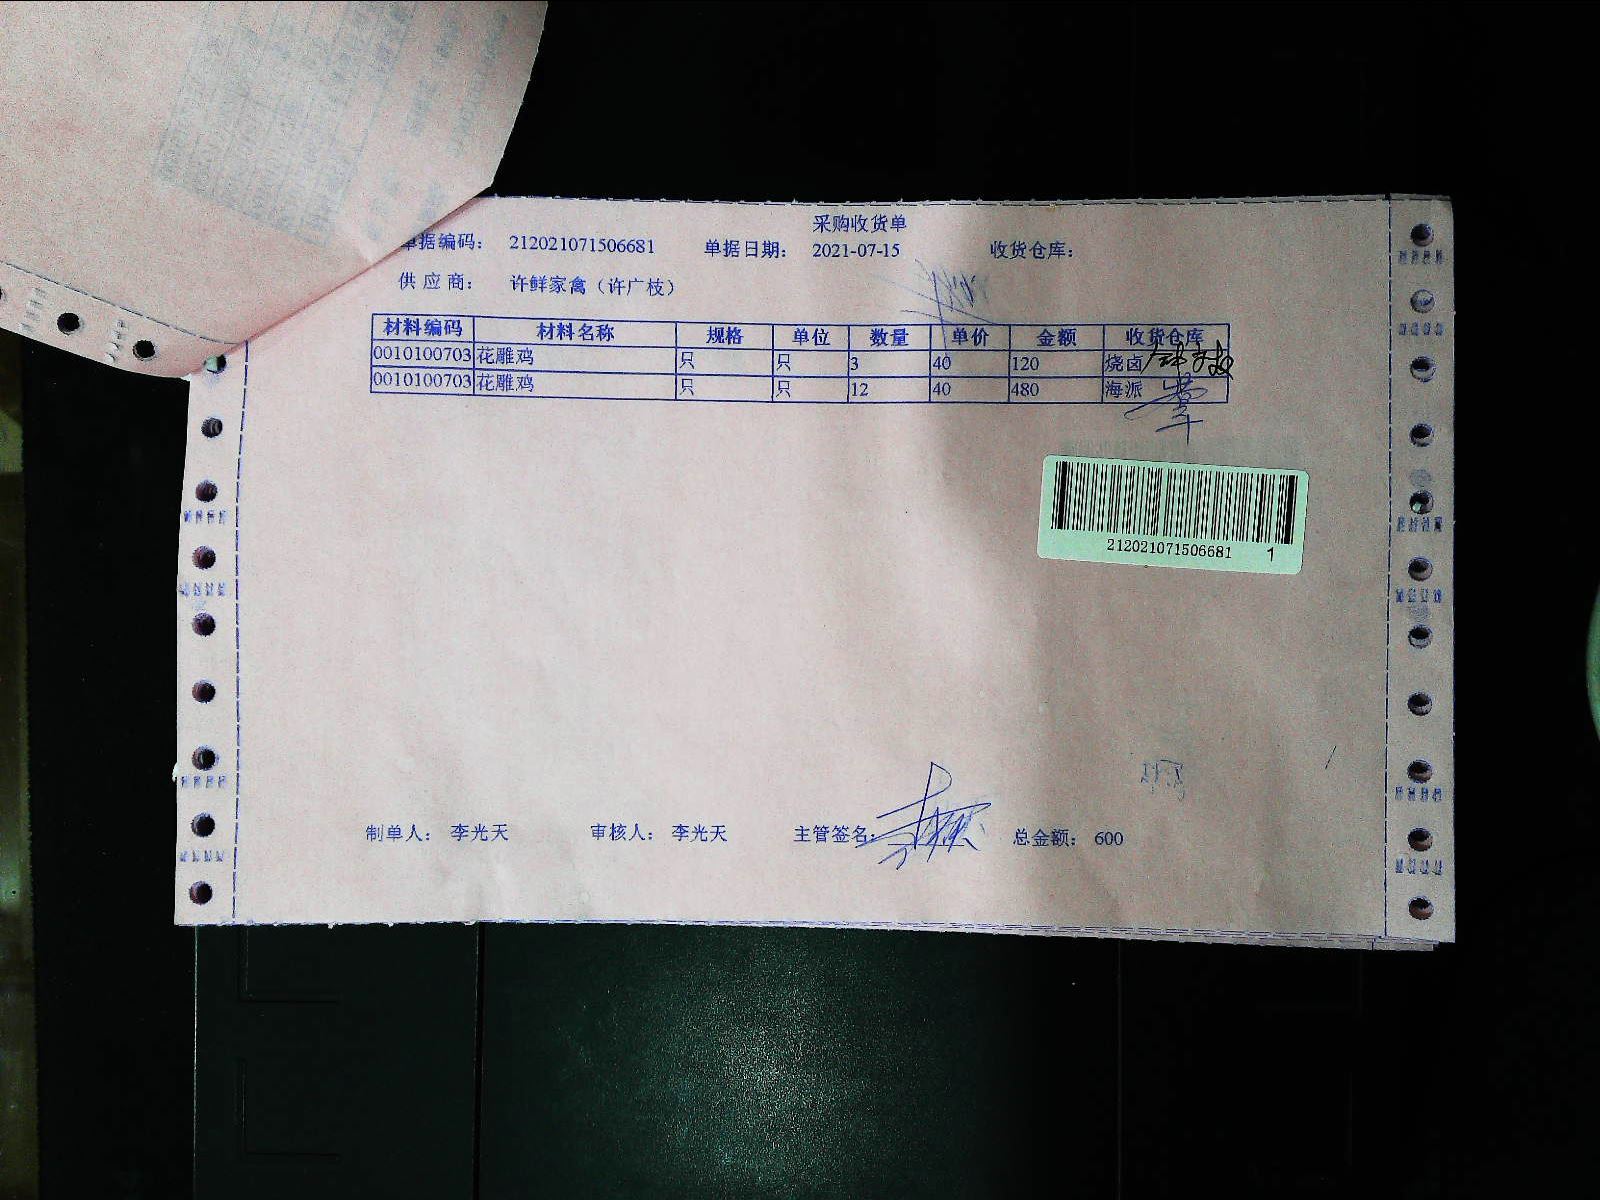 采购收货单
单据编码: 212021071506681 单据日期: 2021-07-15 收货仓库:
供应商: 许鲜家禽（许广枝）
材料编码 材料名称 规格 单位 数量 单价 金额 收货仓库
0010100703 花雕鸡 只 只 3 40 120 烧卤
0010100703 花雕鸡 只 只 12 40 480 海派
212021071506681 1
制单人: 李光天 审核人: 李光天 主管签名: 总金额: 600